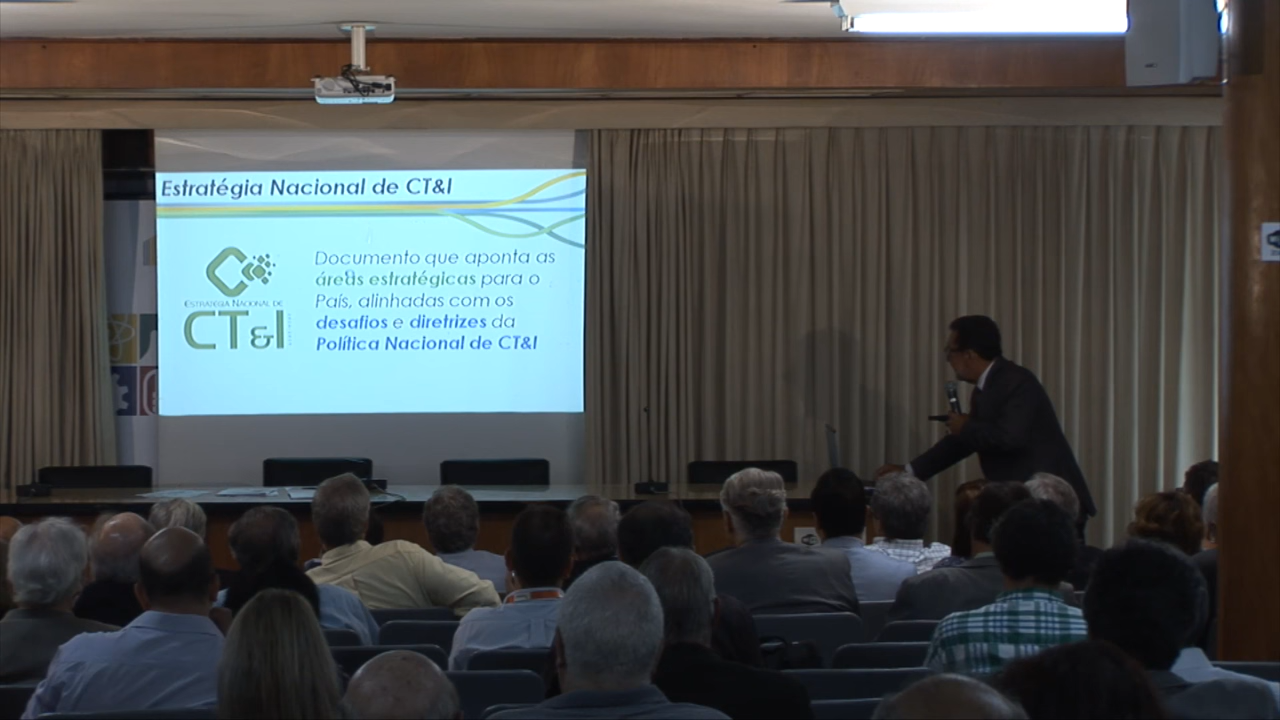 Estratégia Nacional de CT&I
Documento que aponta as
áreas estratégicas para o
País, alinhadas com os
desafios e diretrizes da
Política Nacional de CT&I
ESTRATÉGIA NACIONAL DE
CT&I